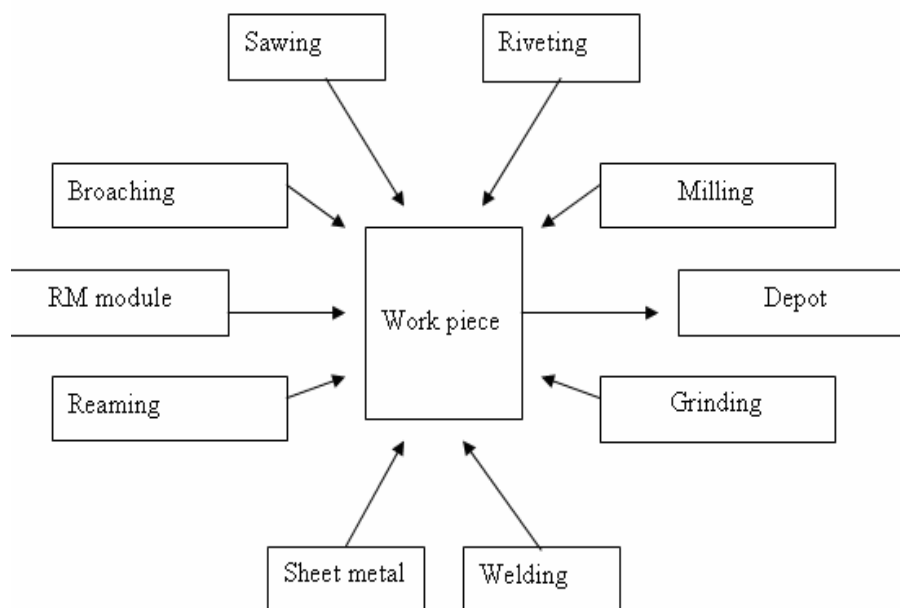 Sawing
Riveting
Broaching
Milling
RM module
Work piece
Depot
Reaming
Grinding
Sheet metal
Welding